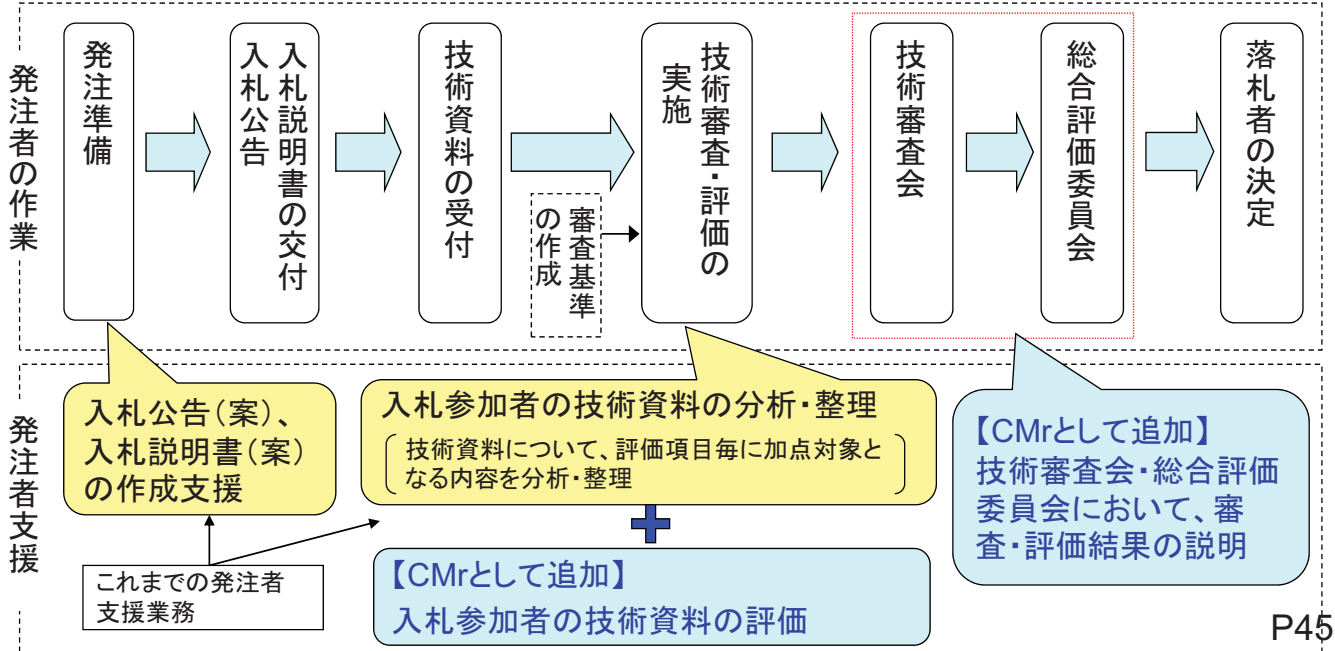 発注者の作業
発注準備
入札説明書の交付
入札公告
技術資料の受付
審査基準
の作成
技術審査・評価の
実施
技術審査会
総合評価委員会
落札者の決定
発注者支援
入札公告（案）、
入札説明書（案）
の作成支援
入札参加者の技術資料の分析・整理
技術資料について、評価項目毎に加点対象と
なる内容を分析・整理
【CMrとして追加】
技術審査会・総合評価
委員会において、審
査・評価結果の説明
これまでの発注者
支援業務
【CMrとして追加】
入札参加者の技術資料の評価
P45